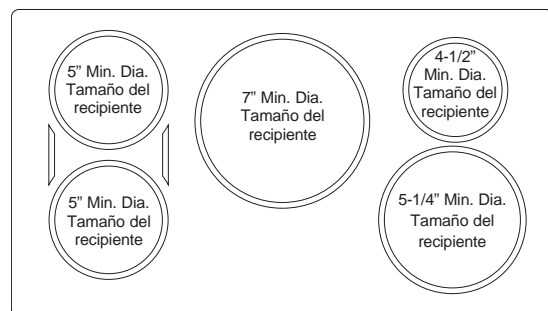 5” Min. Dia.
Tamaño del
recipiente
5” Min. Dia.
Tamaño del
recipiente
7” Min. Dia.
Tamaño del
recipiente
4-1/2”
Min. Dia.
Tamaño del
recipiente
5-1/4” Min. Dia.
Tamaño del
recipiente